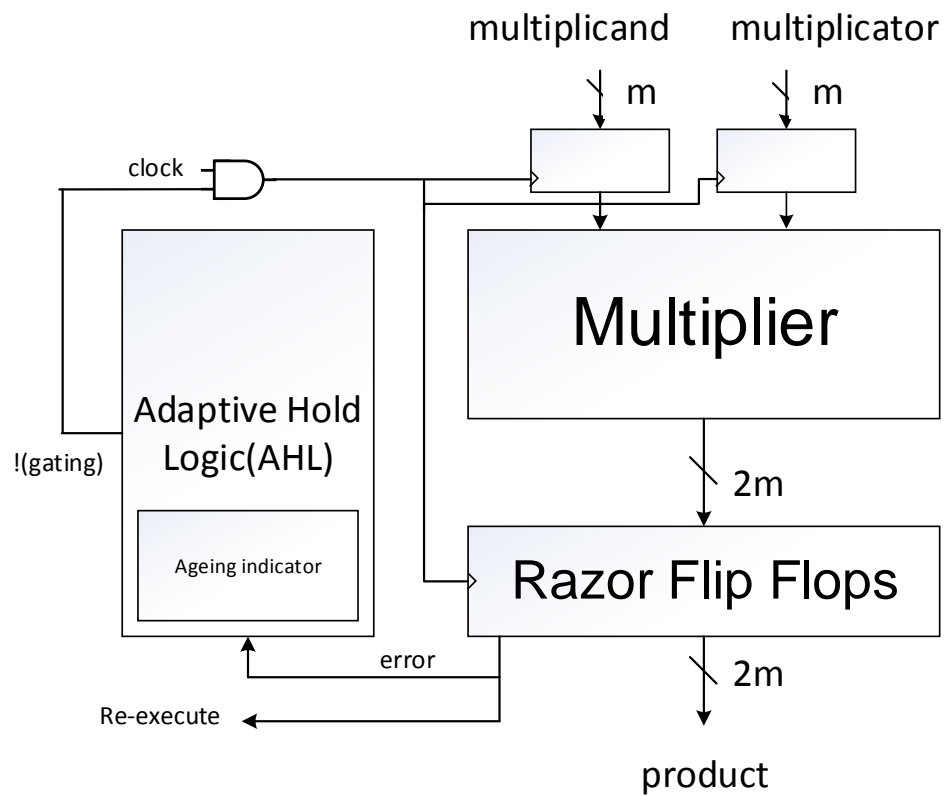 multiplicand
multiplicator
m
m
clock
Multiplier
Adaptive Hold
Logic(AHL)
!(gating)
2m
Ageing indicator
Razor Flip Flops
error
2m
Re-execute
product